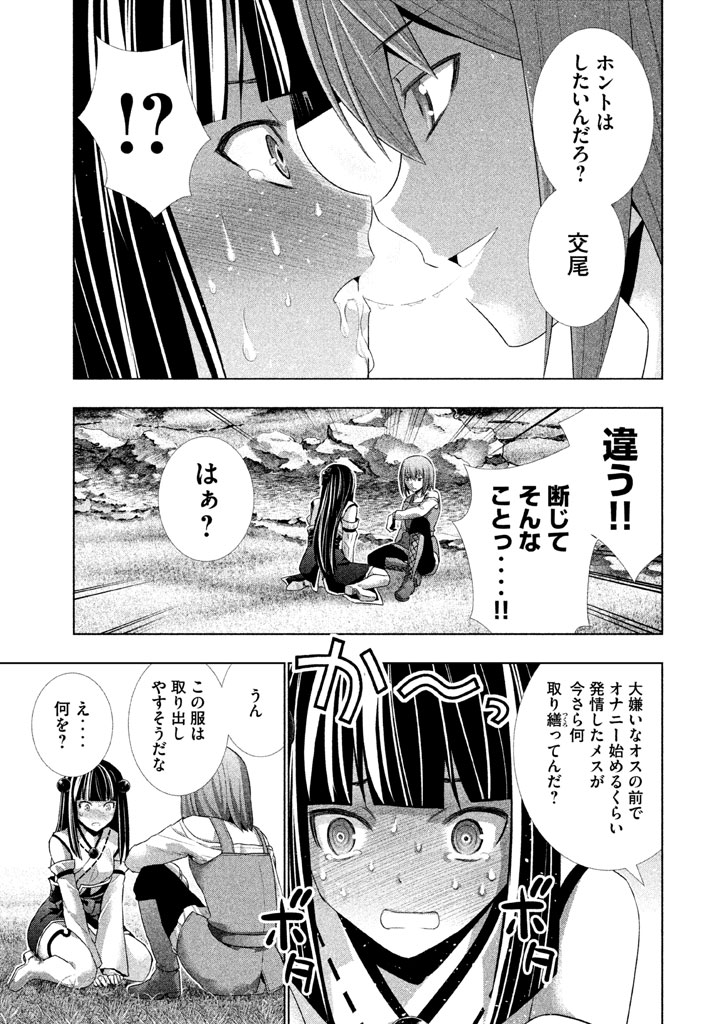 ホントは
したいんだろ?
交尾
!?
違う!!
断じて
そんな
ことっ‥‥!!
はぁ?
大嫌いなオスの前で
オナニー始めるくらい
発情したメスが
今さら何
取り繕ってんだ?
つくろ
か〜っ
ボタ
ボタ
うん
この服は
取り出し
やすそうだな
え‥‥
何を?